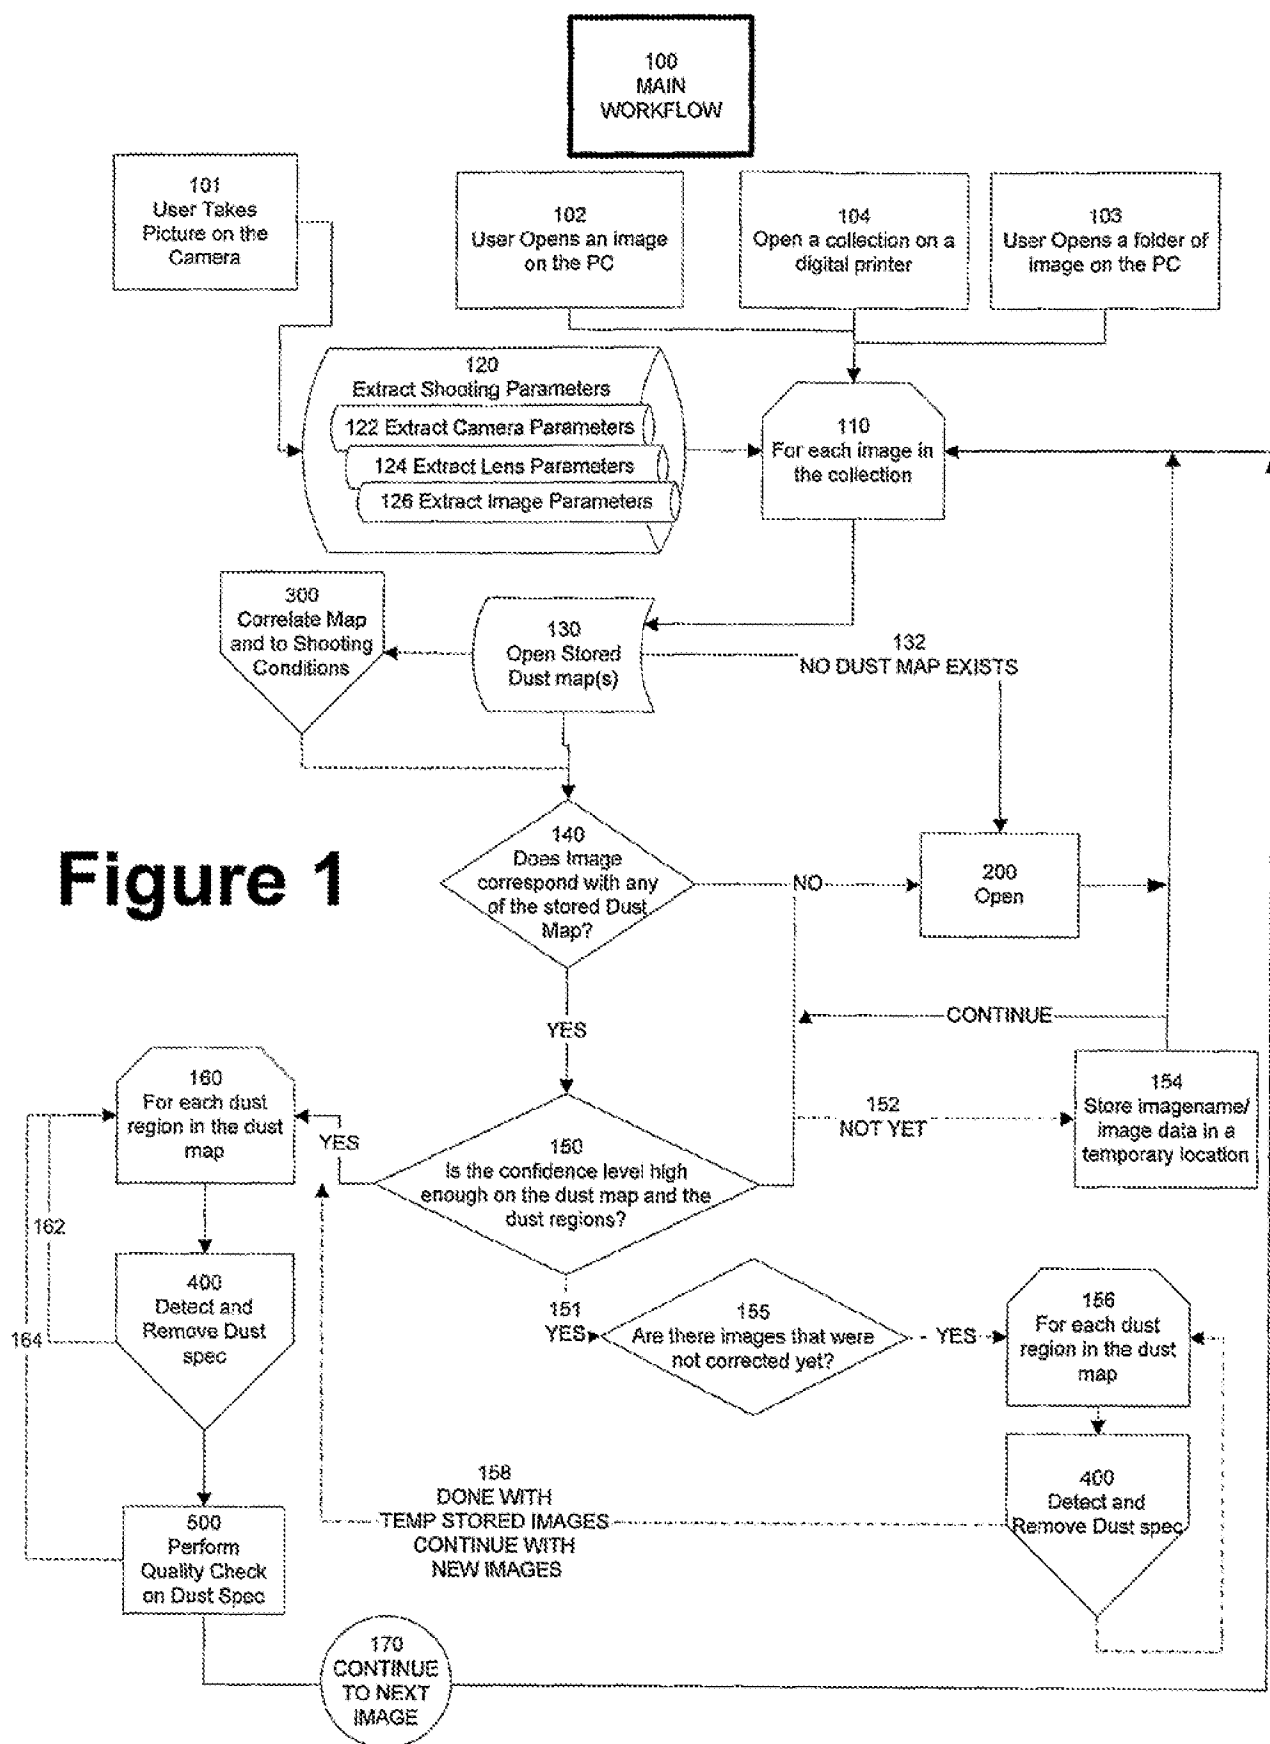 100
MAIN
WORKFLOW
101
User Takes
Picture on the
Camera
102
User Opens an image
on the PC
104
Open a collection on a
digital printer
103
User Opens a folder of
image on the PC
120
Extract Shooting Parameters
122 Extract Camera Parameters
124 Extract Lens Parameters
126 Extract Image Parameters
110
For each image in
the collection
300
Correlate Map
and to Shooting
Conditions
130
Open Stored
Dust map(s)
132
NO DUST MAP EXISTS
Figure 1
140
Does Image
correspond with any
of the stored Dust
Map?
NO
200
Open
YES
CONTINUE
160
For each dust
region in the dust
map
YES
150
Is the confidence level high
enough on the dust map and the
dust regions?
152
NOT YET
154
Store imagename/
image data in a
temporary location
162
164
400
Detect and
Remove Dust
spec
151
YES
155
Are there images that were
not corrected yet?
YES
156
For each dust
region in the dust
map
400
Detect and
Remove Dust spec
158
DONE WITH
TEMP STORED IMAGES
CONTINUE WITH
NEW IMAGES
500
Perform
Quality Check
on Dust Spec
170
CONTINUE
TO NEXT
IMAGE